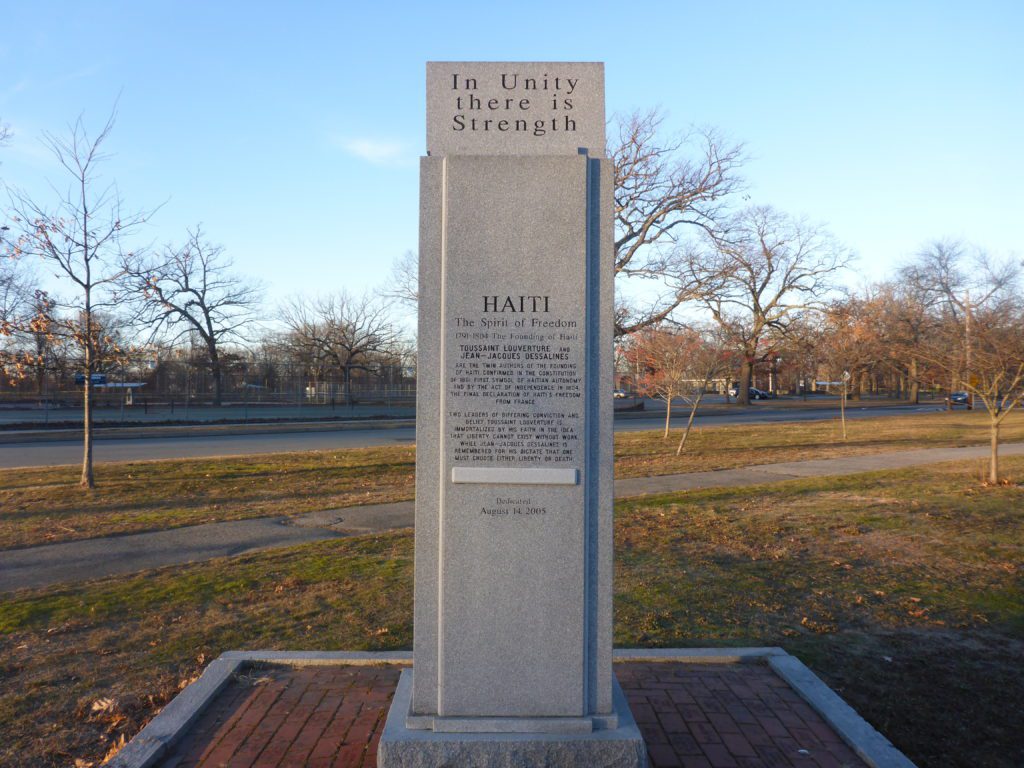 In Unity
there is
Strength
HAITI
The Spirit of Freedom
1791-1804 The Founding of Haiti
TOUSSAINT LOUVERTURE AND
JEAN-JACQUES DESSALINES
ARE THE TWIN AUTHORS OF THE FOUNDING
OF HAITI CONFIRMED IN THE CONSTITUTION
OF 1801 FIRST SYMBOL OF HAITIAN AUTONOMY
AND BY THE ACT OF INDEPENDENCE IN 1804
THE FINAL DECLARATION OF HAITI'S FREEDOM
FROM FRANCE
TWO LEADERS OF DIFFERING CONVICTION AND
BELIEF TOUSSAINT LOUVERTURE IS
IMMORTALIZED BY HIS FAITH IN THE IDEA
THAT LIBERTY CANNOT EXIST WITHOUT WORK
WHILE JEAN-JACQUES DESSALINES IS
REMEMBERED FOR HIS DICTATE THAT ONE
MUST CHOOSE EITHER LIBERTY OR DEATH
Dedicated
August 14, 2005